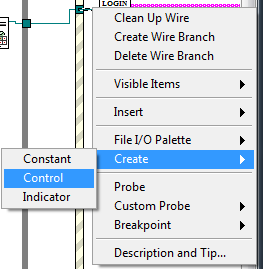 LOGIN
Clean Up Wire
Create Wire Branch
Delete Wire Branch
Visible Items
Insert
File I/O Palette
Create
Constant
Control
Indicator
Probe
Custom Probe
Breakpoint
Description and Tip...